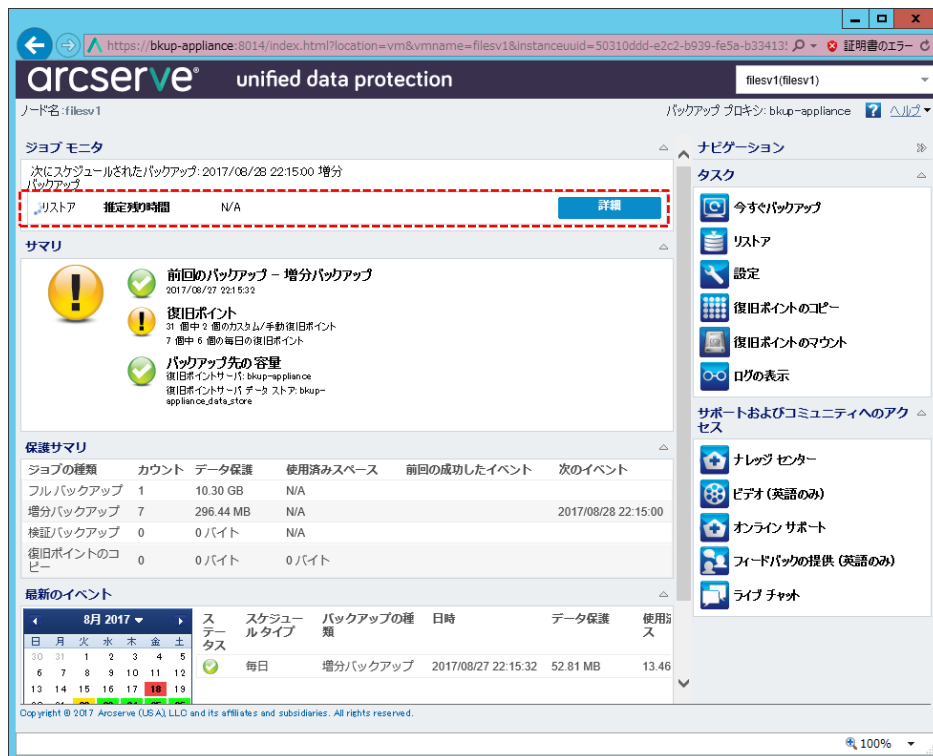 https://bkup-appliance:8014/index.html?location=vm&vmname=filesv1&instanceuuid=50310ddd-e2c2-b939-fe5a-b33413
証明書のエラー
arcserve® unified data protection
filesv1(filesv1)
ノード名:filesv1
バックアップ プロキシ: bkup-appliance
ヘルプ
ジョブ モニタ
次にスケジュールされたバックアップ: 2017/08/28 22:15:00 増分
バックアップ
リストア 推定残り時間 N/A 詳細
サマリ
前回のバックアップ - 増分バックアップ
2017/08/27 22:15:32
復旧ポイント
31 個中 2 個のカスタム/手動復旧ポイント
7 個中 6 個の毎日の復旧ポイント
バックアップ先の容量
復旧ポイントサーバ: bkup-appliance
復旧ポイントサーバ データ ストア: bkup-
appliance_data_store
保護サマリ
ジョブの種類 カウント データ保護 使用済みスペース 前回の成功したイベント 次のイベント
フル バックアップ 1 10.30 GB N/A
増分バックアップ 7 296.44 MB N/A 2017/08/28 22:15:00
検証バックアップ 0 0 バイト N/A
復旧ポイントのコ
ピー 0 0 バイト 0 バイト
最新のイベント
8月 2017
日 月 火 水 木 金 土
30 31 1 2 3 4 5
6 7 8 9 10 11 12
13 14 15 16 17 18 19
ス
テー
タス
スケジュー
ル タイプ
バックアップの種
類
日時
データ保護
使用済
ス
毎日 増分バックアップ 2017/08/27 22:15:32 52.81 MB 13.46
ナビゲーション
タスク
今すぐバックアップ
リストア
設定
復旧ポイントのコピー
復旧ポイントのマウント
ログの表示
サポートおよびコミュニティへのアク
セス
ナレッジ センター
ビデオ (英語のみ)
オンライン サポート
フィードバックの提供 (英語のみ)
ライブ チャット
Copyright © 2017 Arcserve (USA), LLC and its affiliates and subsidiaries. All rights reserved.
100%